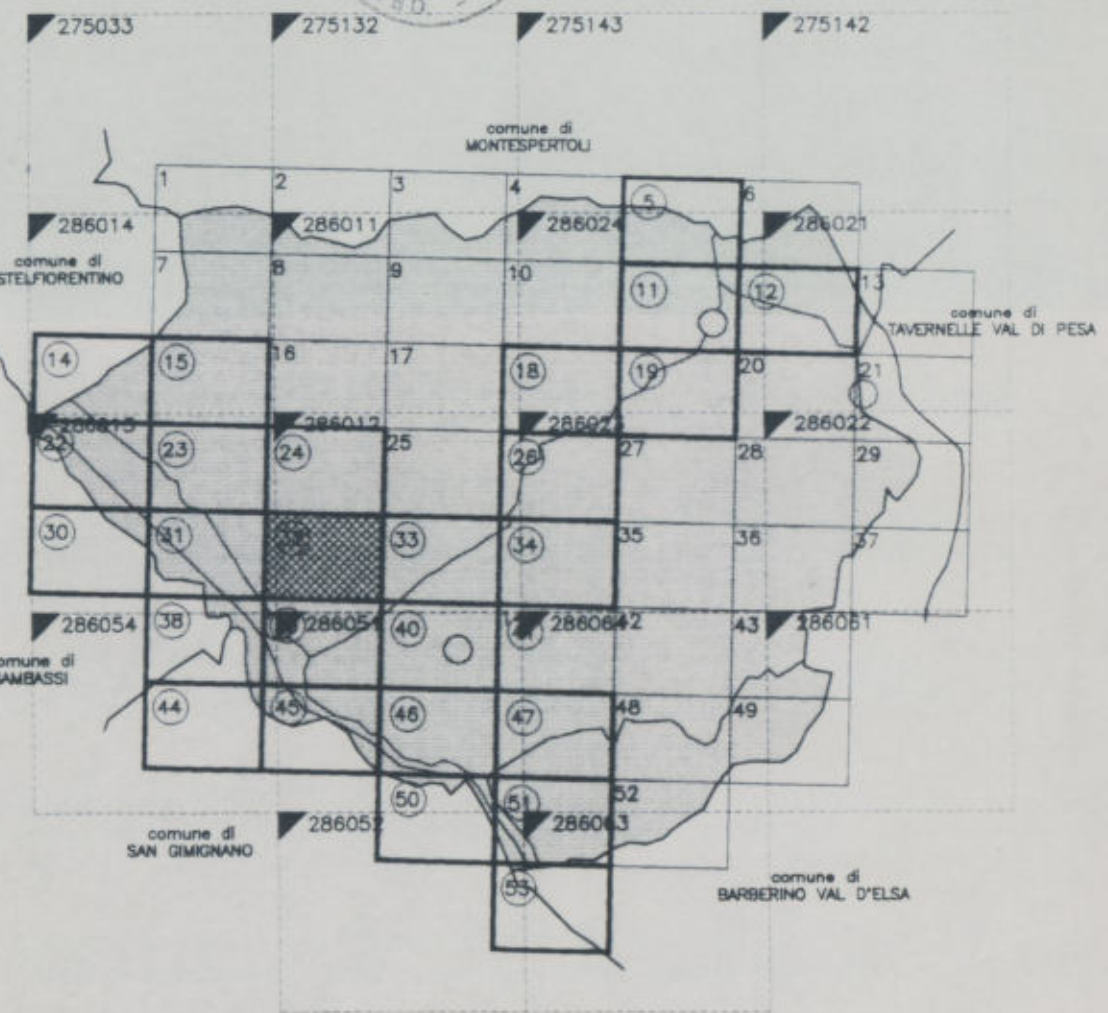 275033 275132 275143 275142
comune di
MONTESPERTOLI
1 2 3 4 5 6
286014 286011 286024 286021
comune di
STELFIORENTINO
7 8 9 10 11 12 13
comune di
TAVERNELLE VAL DI PESA
14 15 16 17 18 19 20 21
286012 286022
22 23 24 25 26 27 28 29
30 31 33 34 35 36 37
286054 286051 286061
38 40 42 43
omune di
AMBASSI
44 45 46 47 48 49
50 51 52
286052 286063
comune di
SAN GIMIGNANO
53
comune di
BARBERINO VAL D'ELSA